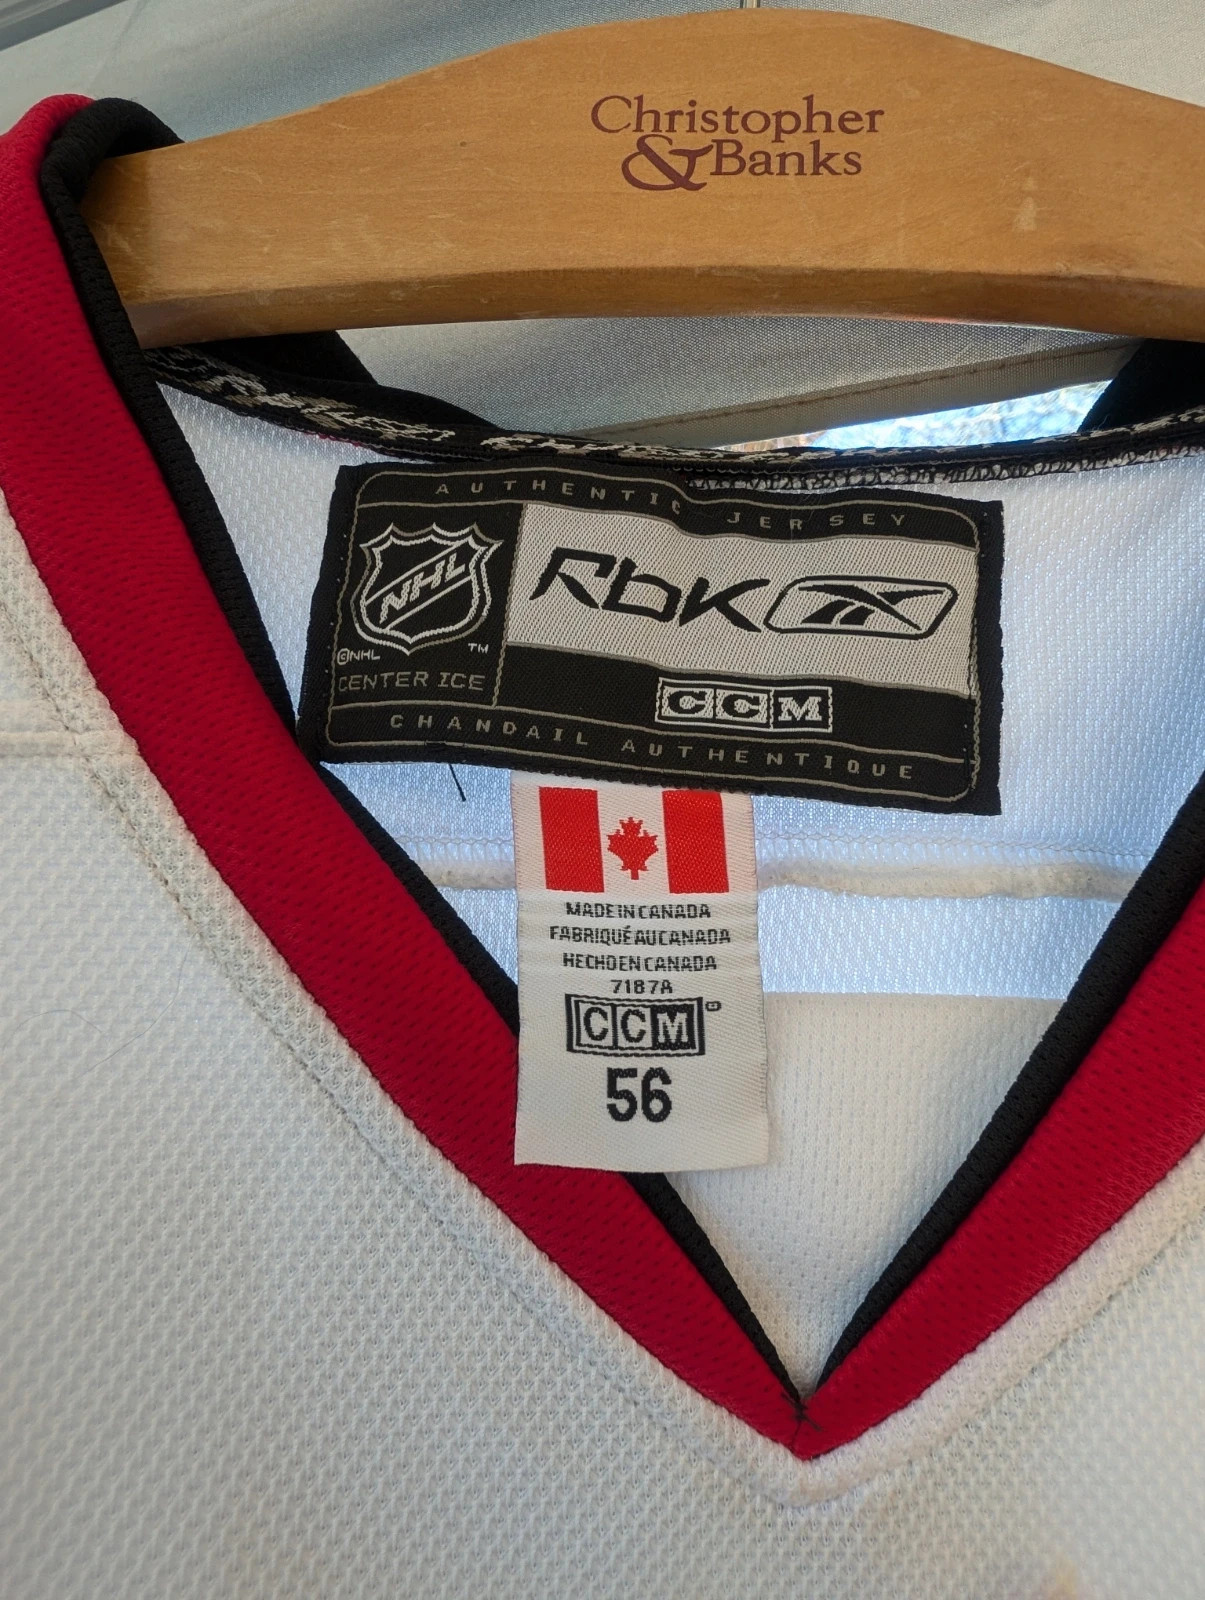 Christopher
& Banks
AUTHENTIC JERSEY
NHL
©NHL ™
CENTER ICE
Rbk
CCM
CHANDAIL AUTHENTIQUE
MADE IN CANADA
FABRIQUÉ AU CANADA
HECHO EN CANADA
7187A
CCM
56